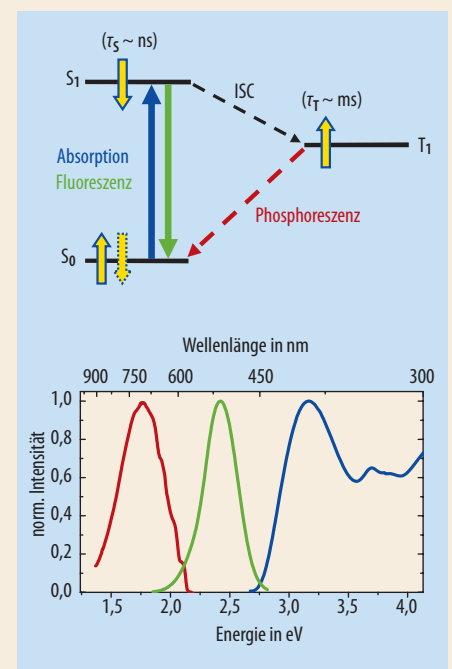 (τS ~ ns)
S1
ISC
(τT ~ ms)
T1
Absorption
Fluoreszenz
Phosphoreszenz
S0
Wellenlänge in nm
900 750 600 450 300
norm. Intensität
1,0
0,8
0,6
0,4
0,2
0,0
1,5 2,0 2,5 3,0 3,5 4,0
Energie in eV